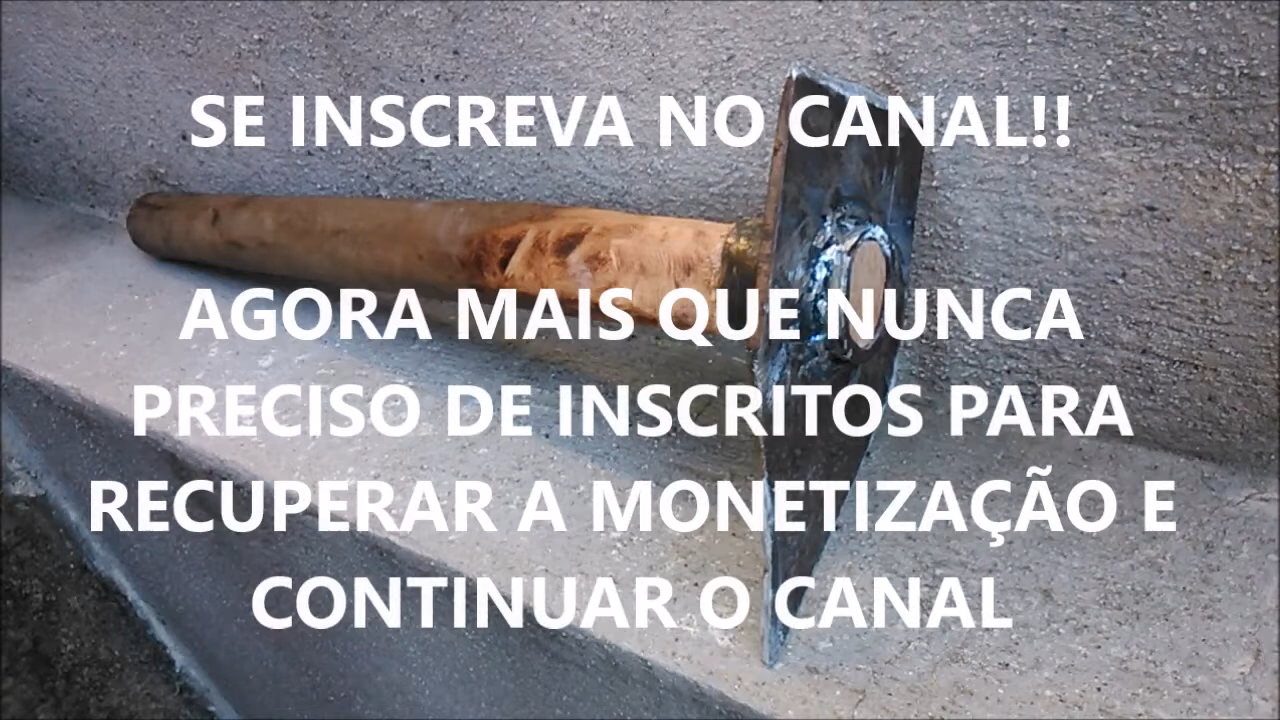 SE INSCREVA NO CANAL!!
AGORA MAIS QUE NUNCA
PRECISO DE INSCRITOS PARA
RECUPERAR A MONETIZAÇÃO E
CONTINUAR O CANAL